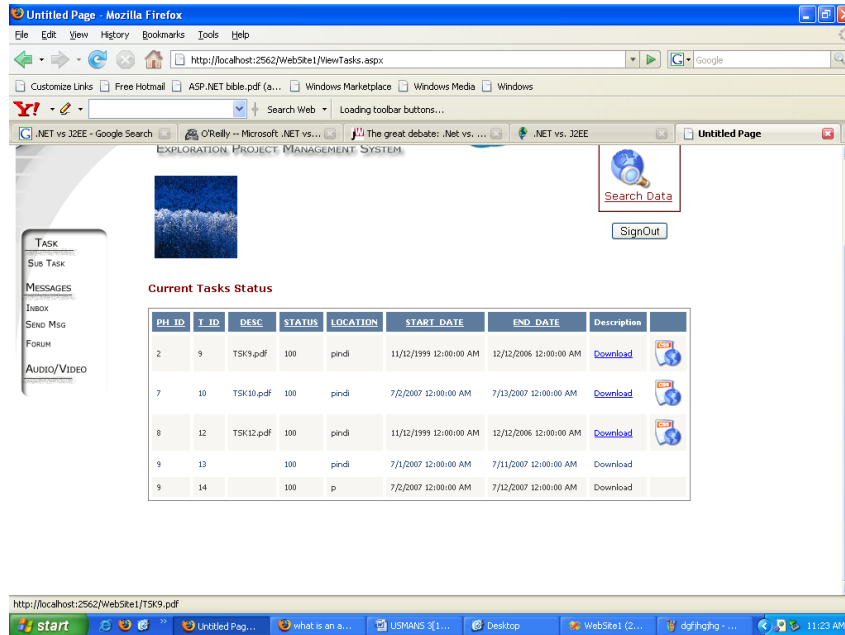 Untitled Page - Mozilla Firefox
File Edit View History Bookmarks Tools Help
http://localhost:2562/WebSite1/ViewTasks.aspx
G Google
Customize Links Free Hotmail ASP.NET bible.pdf (a... Windows Marketplace Windows Media Windows
Y! Search Web Loading toolbar buttons...
.NET vs J2EE - Google Search O'Reilly -- Microsoft .NET vs... The great debate: .Net vs. ... .NET vs. J2EE Untitled Page
EXPLORATION PROJECT MANAGEMENT SYSTEM
Search Data
SignOut
TASK
SUB TASK
MESSAGES
INBOX
SEND MSG
FORUM
AUDIO/VIDEO
Current Tasks Status
PH_ID T_ID DESC STATUS LOCATION START_DATE END_DATE Description
2 9 TSK9.pdf 100 pindi 11/12/1999 12:00:00 AM 12/12/2006 12:00:00 AM Download
7 10 TSK10.pdf 100 pindi 7/2/2007 12:00:00 AM 7/13/2007 12:00:00 AM Download
8 12 TSK12.pdf 100 pindi 11/12/1999 12:00:00 AM 12/12/2006 12:00:00 AM Download
9 13 100 pindi 7/1/2007 12:00:00 AM 7/11/2007 12:00:00 AM Download
9 14 100 p 7/2/2007 12:00:00 AM 7/12/2007 12:00:00 AM Download
http://localhost:2562/WebSite1/TSK9.pdf
start Untitled Pag... what is an a... USMANS 3[1... Desktop WebSite1 (2... dgfjhgjhg - ... 11:23 AM